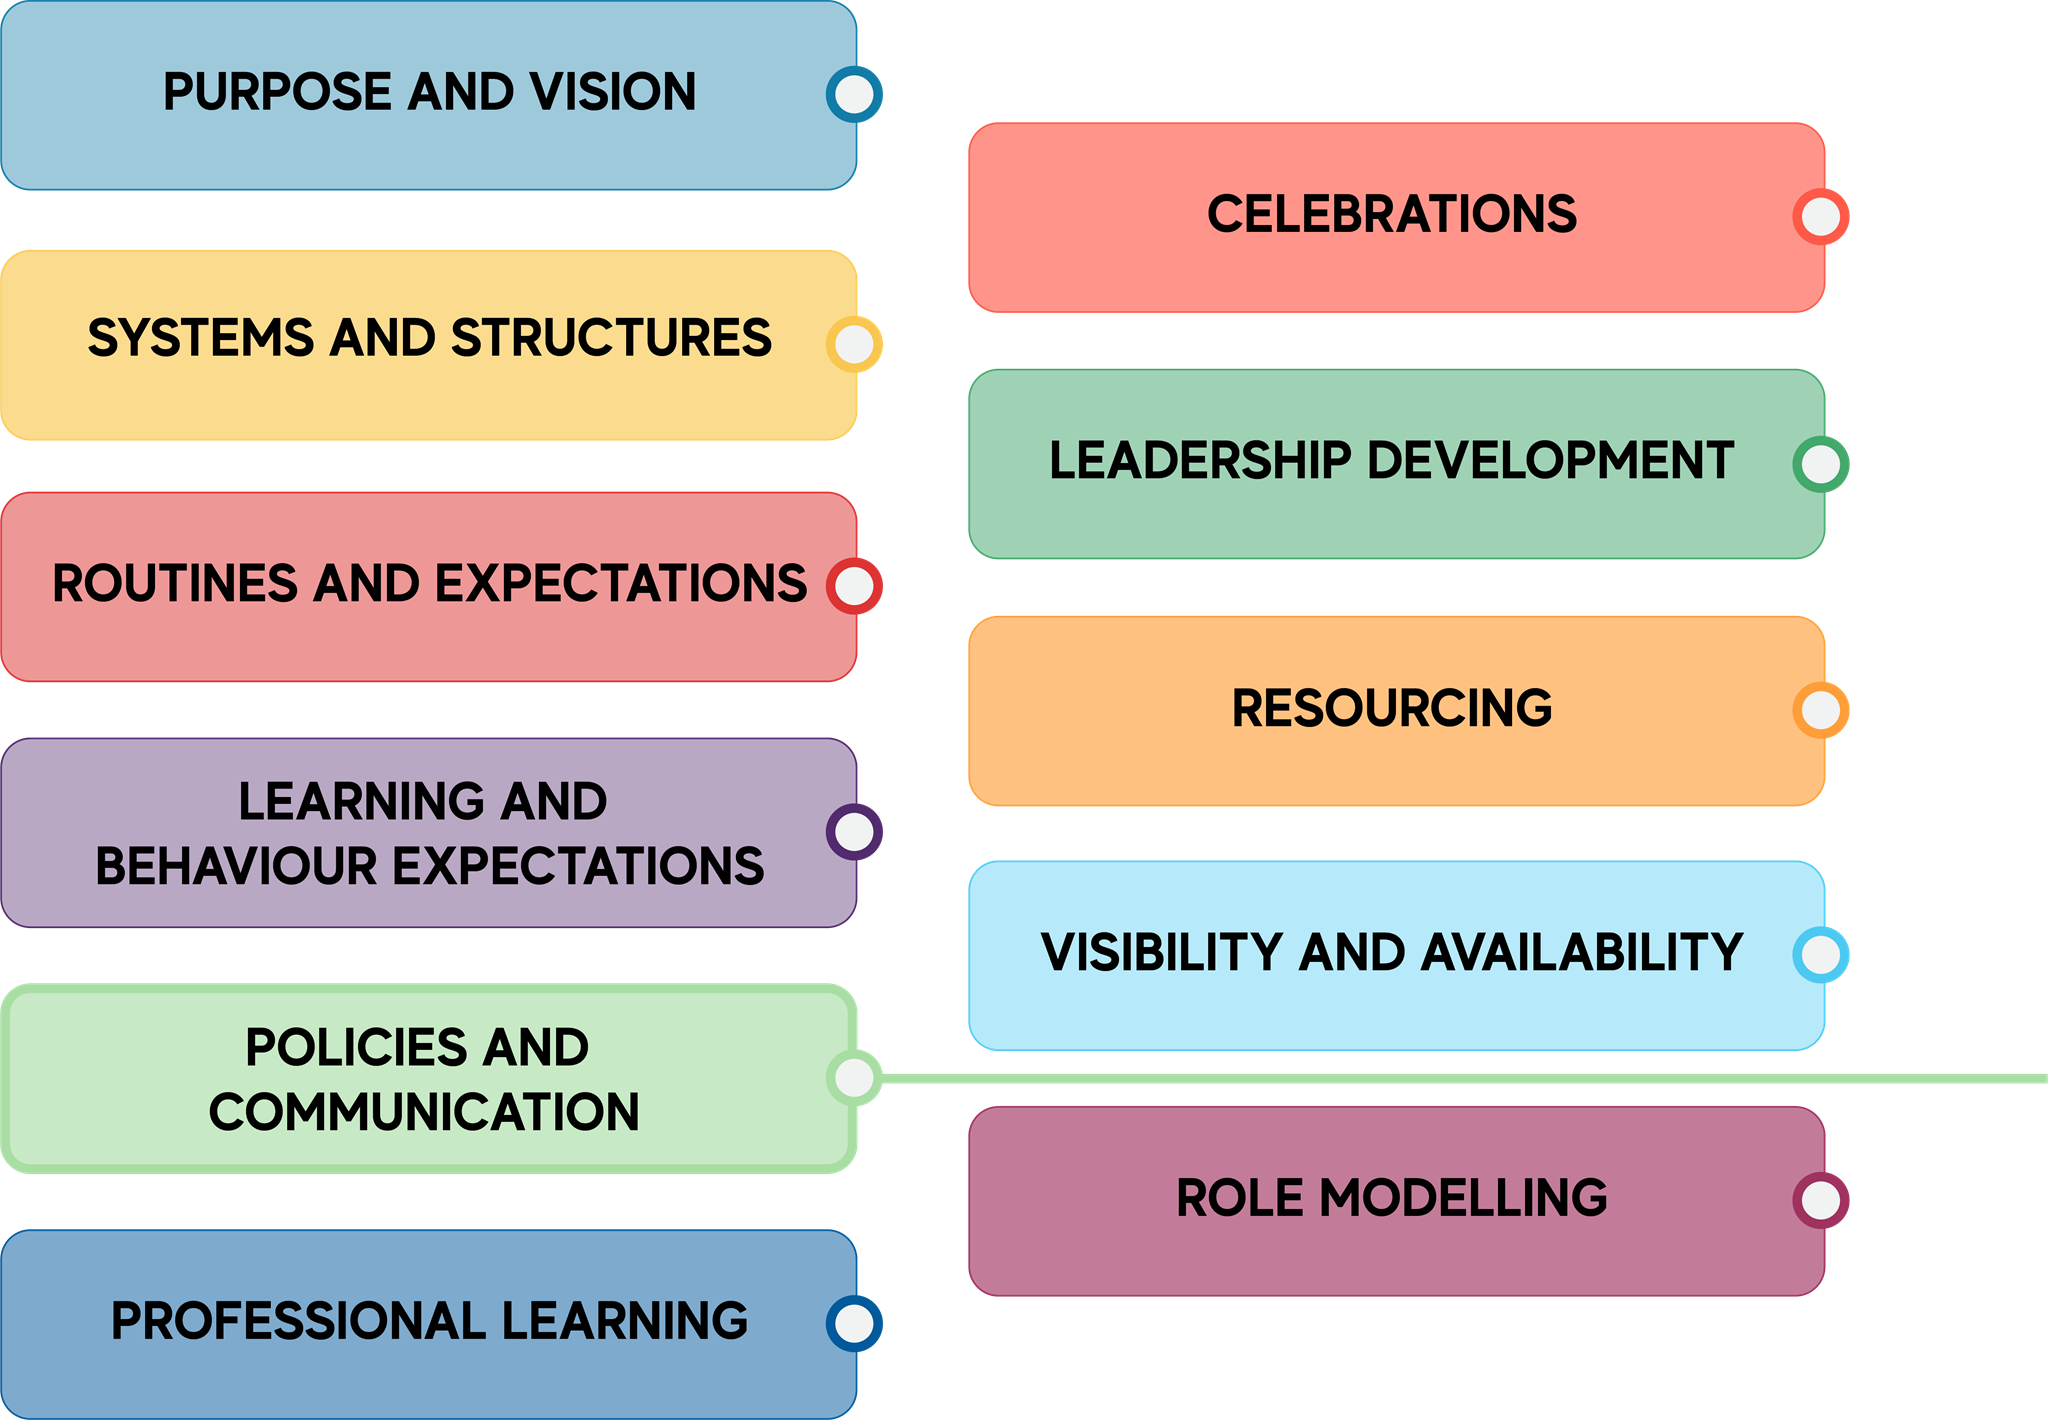 PURPOSE AND VISION
SYSTEMS AND STRUCTURES
ROUTINES AND EXPECTATIONS
LEARNING AND
BEHAVIOUR EXPECTATIONS
POLICIES AND
COMMUNICATION
PROFESSIONAL LEARNING
CELEBRATIONS
LEADERSHIP DEVELOPMENT
RESOURCING
VISIBILITY AND AVAILABILITY
ROLE MODELLING